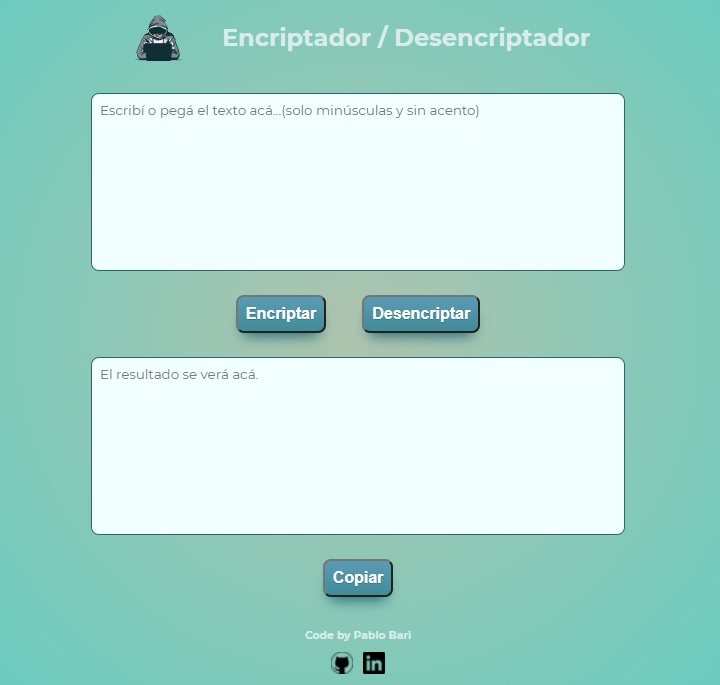 Encriptador / Desencriptador
Escribí o pegá el texto acá...(solo minúsculas y sin acento)
Encriptar
Desencriptar
El resultado se verá acá.
Copiar
Code by Pablo Bari
in